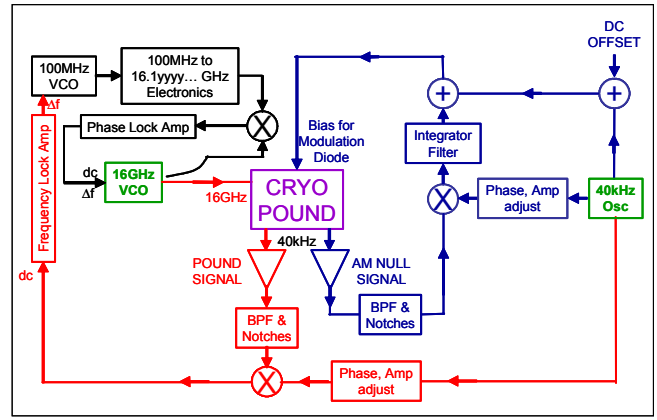 DC
OFFSET
100MHz
VCO
100MHz to
16.1yyyy... GHz
Electronics
Δf
Phase Lock Amp
Bias for
Modulation
Diode
Integrator
Filter
Frequency Lock Amp
dc
Δf
16GHz
VCO
16GHz
CRYO
POUND
Phase, Amp
adjust
40kHz
Osc
40kHz
POUND
SIGNAL
AM NULL
SIGNAL
dc
BPF &
Notches
BPF &
Notches
Phase, Amp
adjust